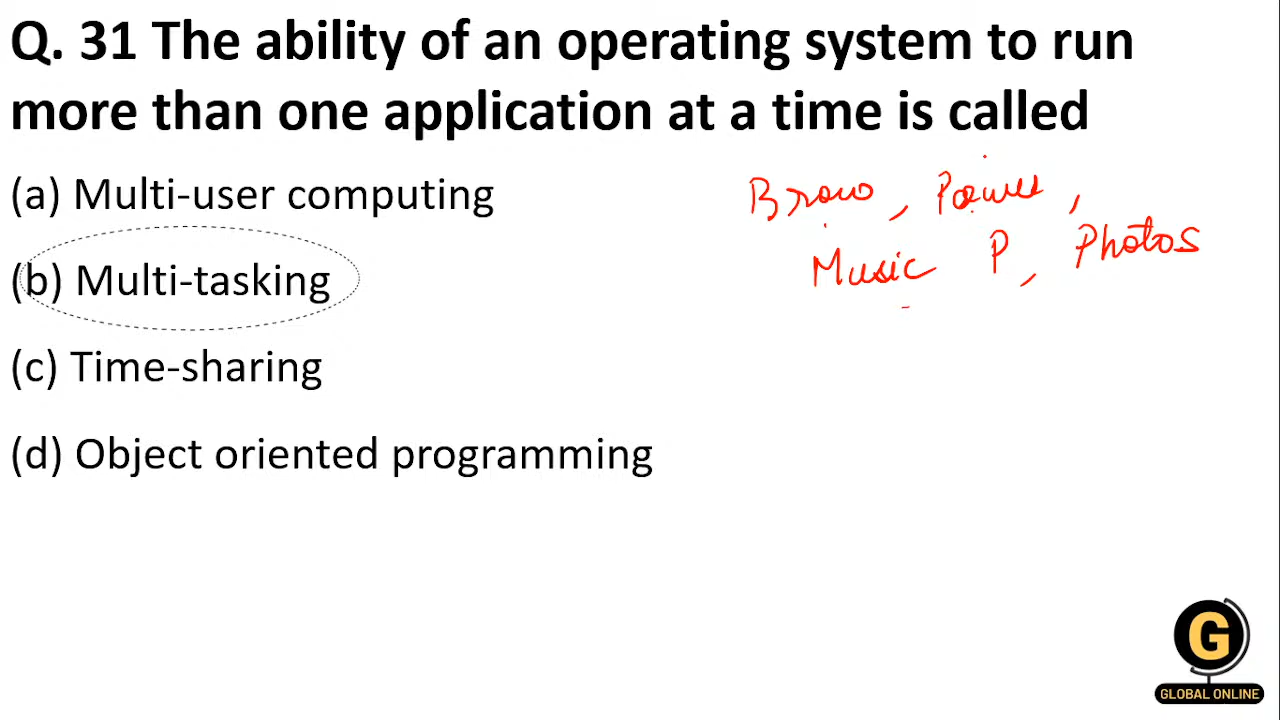 Q. 31 The ability of an operating system to run
more than one application at a time is called
(a) Multi-user computing
(b) Multi-tasking
(c) Time-sharing
(d) Object oriented programming
Brow, ,
Music P, Photos
G
GLOBAL ONLINE